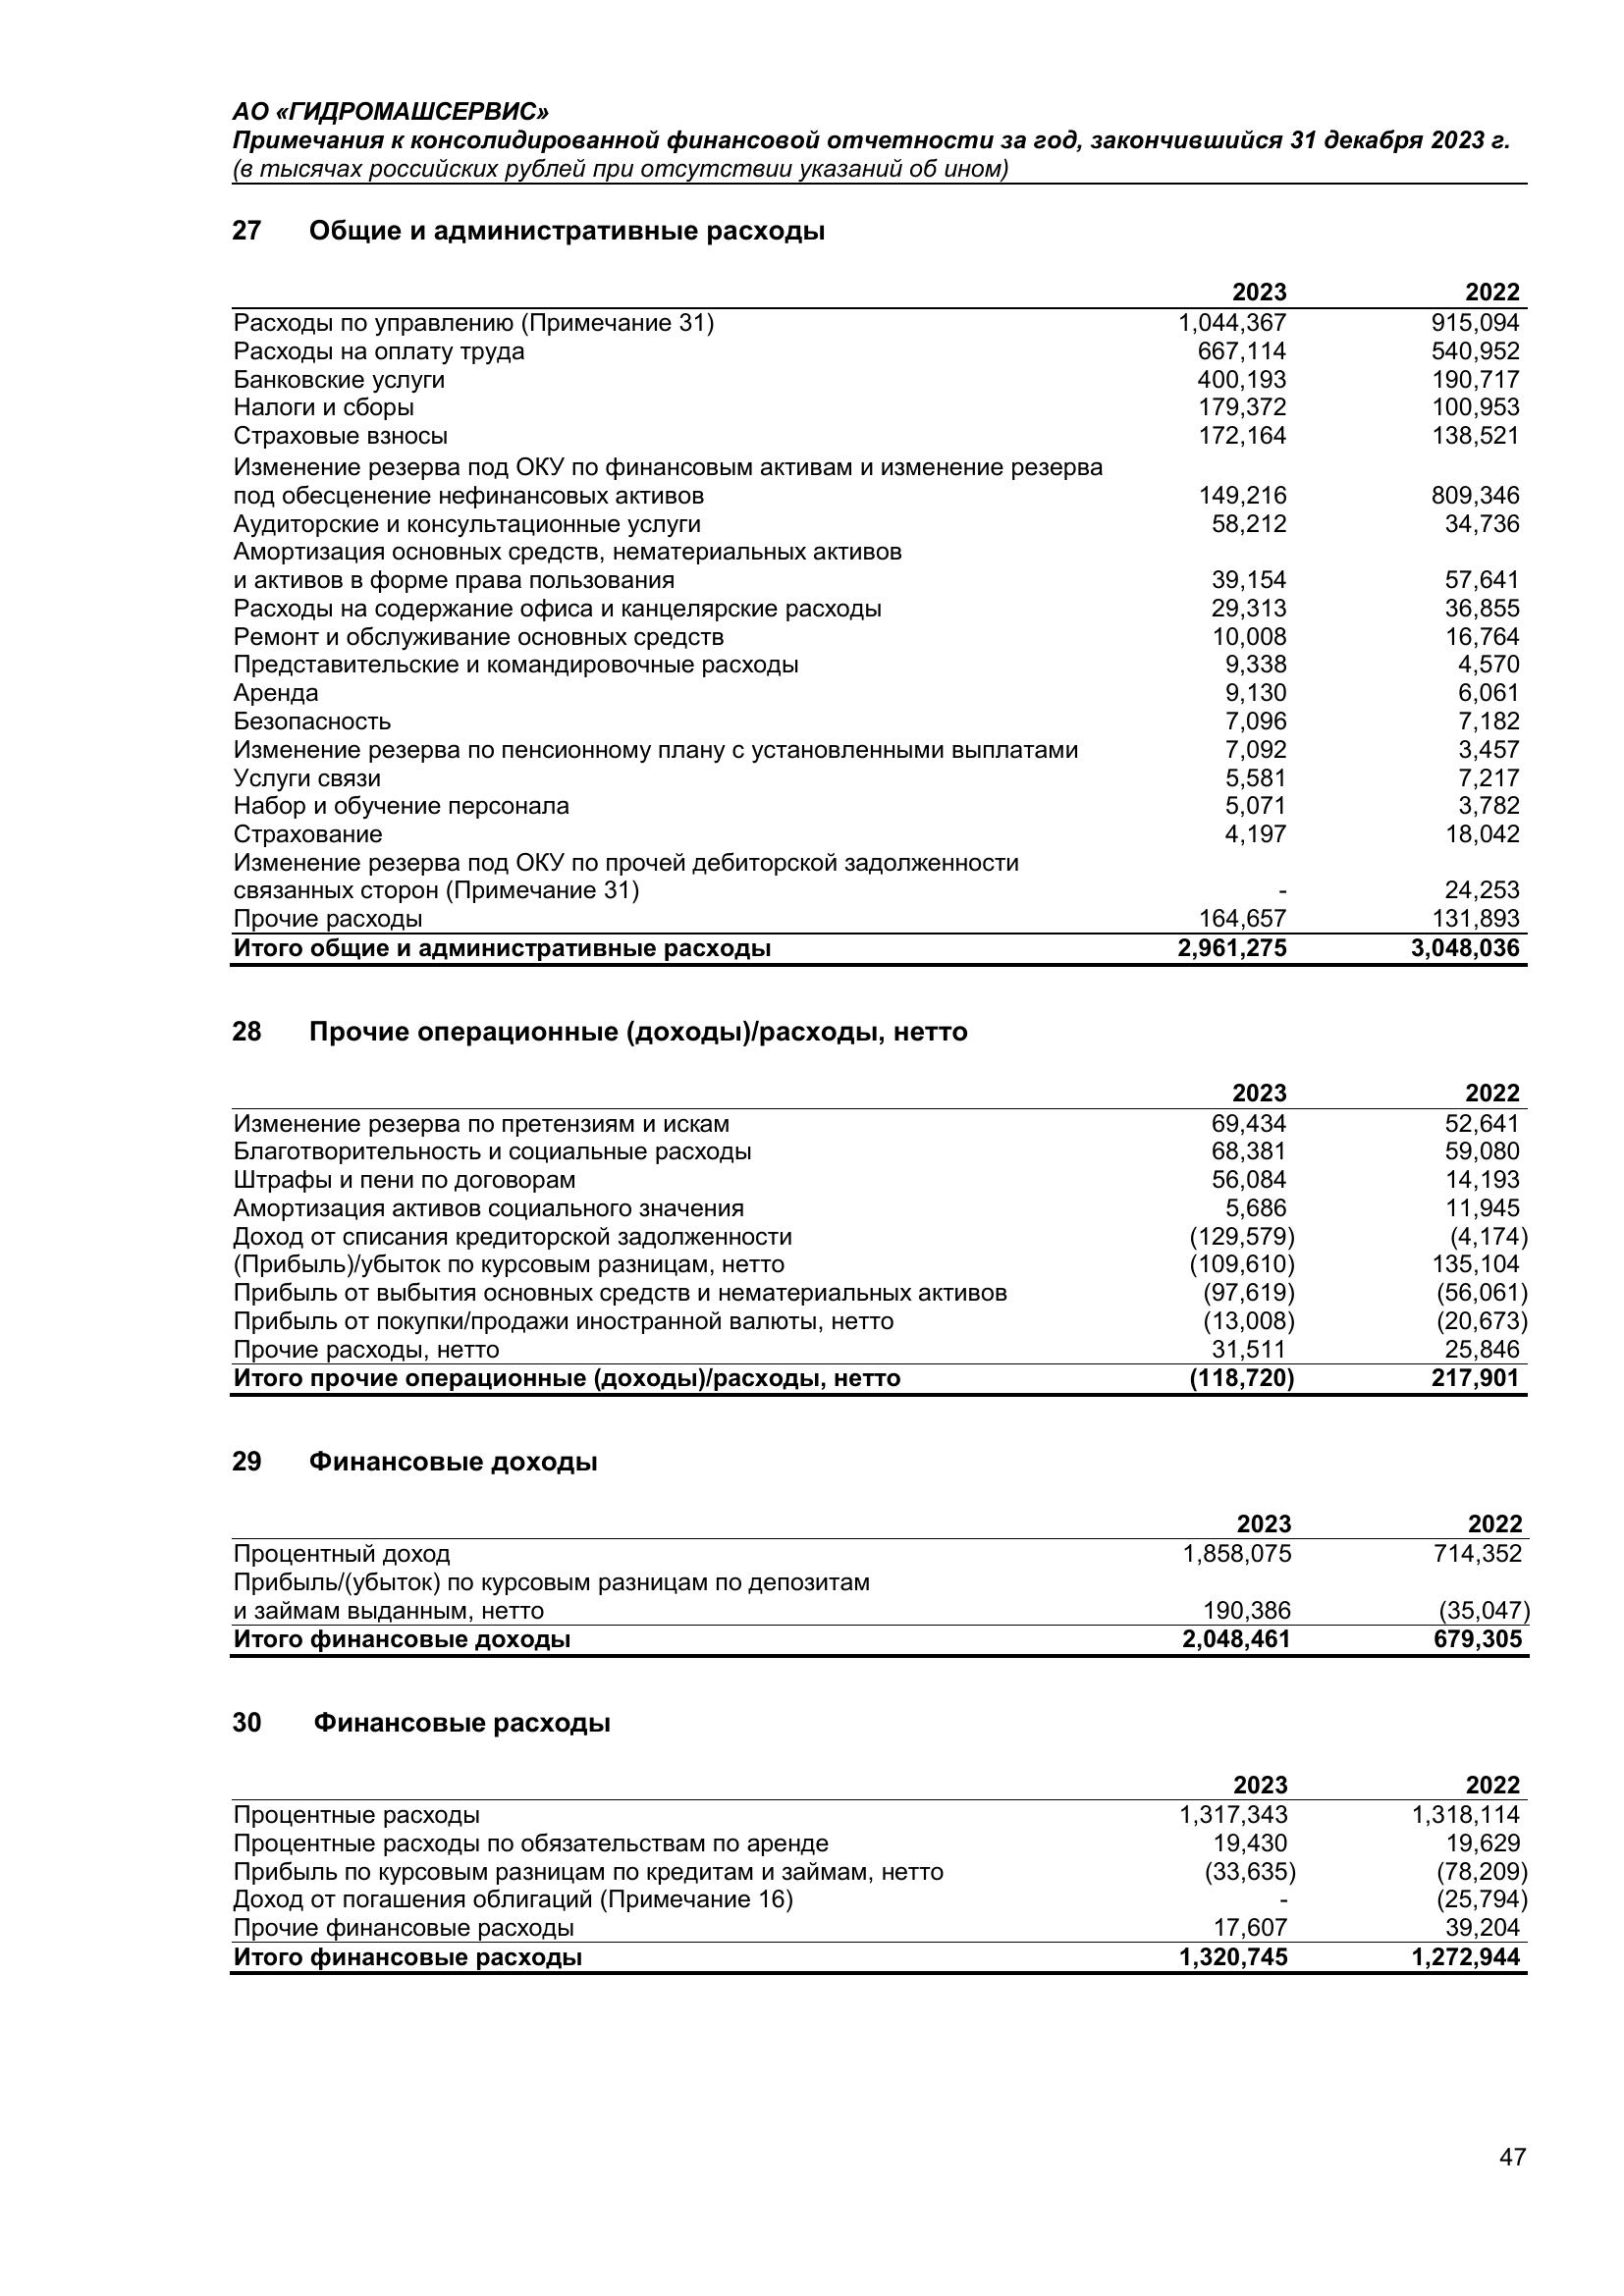 АО «ГИДРОМАШСЕРВИС»
Примечания к консолидированной финансовой отчетности за год, закончившийся 31 декабря 2023 г.
(в тысячах российских рублей при отсутствии указаний об ином)
27 Общие и административные расходы
2023 2022
Расходы по управлению (Примечание 31) 1,044,367 915,094
Расходы на оплату труда 667,114 540,952
Банковские услуги 400,193 190,717
Налоги и сборы 179,372 100,953
Страховые взносы 172,164 138,521
Изменение резерва под ОКУ по финансовым активам и изменение резерва
под обесценение нефинансовых активов 149,216 809,346
Аудиторские и консультационные услуги 58,212 34,736
Амортизация основных средств, нематериальных активов
и активов в форме права пользования 39,154 57,641
Расходы на содержание офиса и канцелярские расходы 29,313 36,855
Ремонт и обслуживание основных средств 10,008 16,764
Представительские и командировочные расходы 9,338 4,570
Аренда 9,130 6,061
Безопасность 7,096 7,182
Изменение резерва по пенсионному плану с установленными выплатами 7,092 3,457
Услуги связи 5,581 7,217
Набор и обучение персонала 5,071 3,782
Страхование 4,197 18,042
Изменение резерва под ОКУ по прочей дебиторской задолженности
связанных сторон (Примечание 31) - 24,253
Прочие расходы 164,657 131,893
Итого общие и административные расходы 2,961,275 3,048,036
28 Прочие операционные (доходы)/расходы, нетто
2023 2022
Изменение резерва по претензиям и искам 69,434 52,641
Благотворительность и социальные расходы 68,381 59,080
Штрафы и пени по договорам 56,084 14,193
Амортизация активов социального значения 5,686 11,945
Доход от списания кредиторской задолженности (129,579) (4,174)
(Прибыль)/убыток по курсовым разницам, нетто (109,610) 135,104
Прибыль от выбытия основных средств и нематериальных активов (97,619) (56,061)
Прибыль от покупки/продажи иностранной валюты, нетто (13,008) (20,673)
Прочие расходы, нетто 31,511 25,846
Итого прочие операционные (доходы)/расходы, нетто (118,720) 217,901
29 Финансовые доходы
2023 2022
Процентный доход 1,858,075 714,352
Прибыль/(убыток) по курсовым разницам по депозитам
и займам выданным, нетто 190,386 (35,047)
Итого финансовые доходы 2,048,461 679,305
30 Финансовые расходы
2023 2022
Процентные расходы 1,317,343 1,318,114
Процентные расходы по обязательствам по аренде 19,430 19,629
Прибыль по курсовым разницам по кредитам и займам, нетто (33,635) (78,209)
Доход от погашения облигаций (Примечание 16) - (25,794)
Прочие финансовые расходы 17,607 39,204
Итого финансовые расходы 1,320,745 1,272,944
47